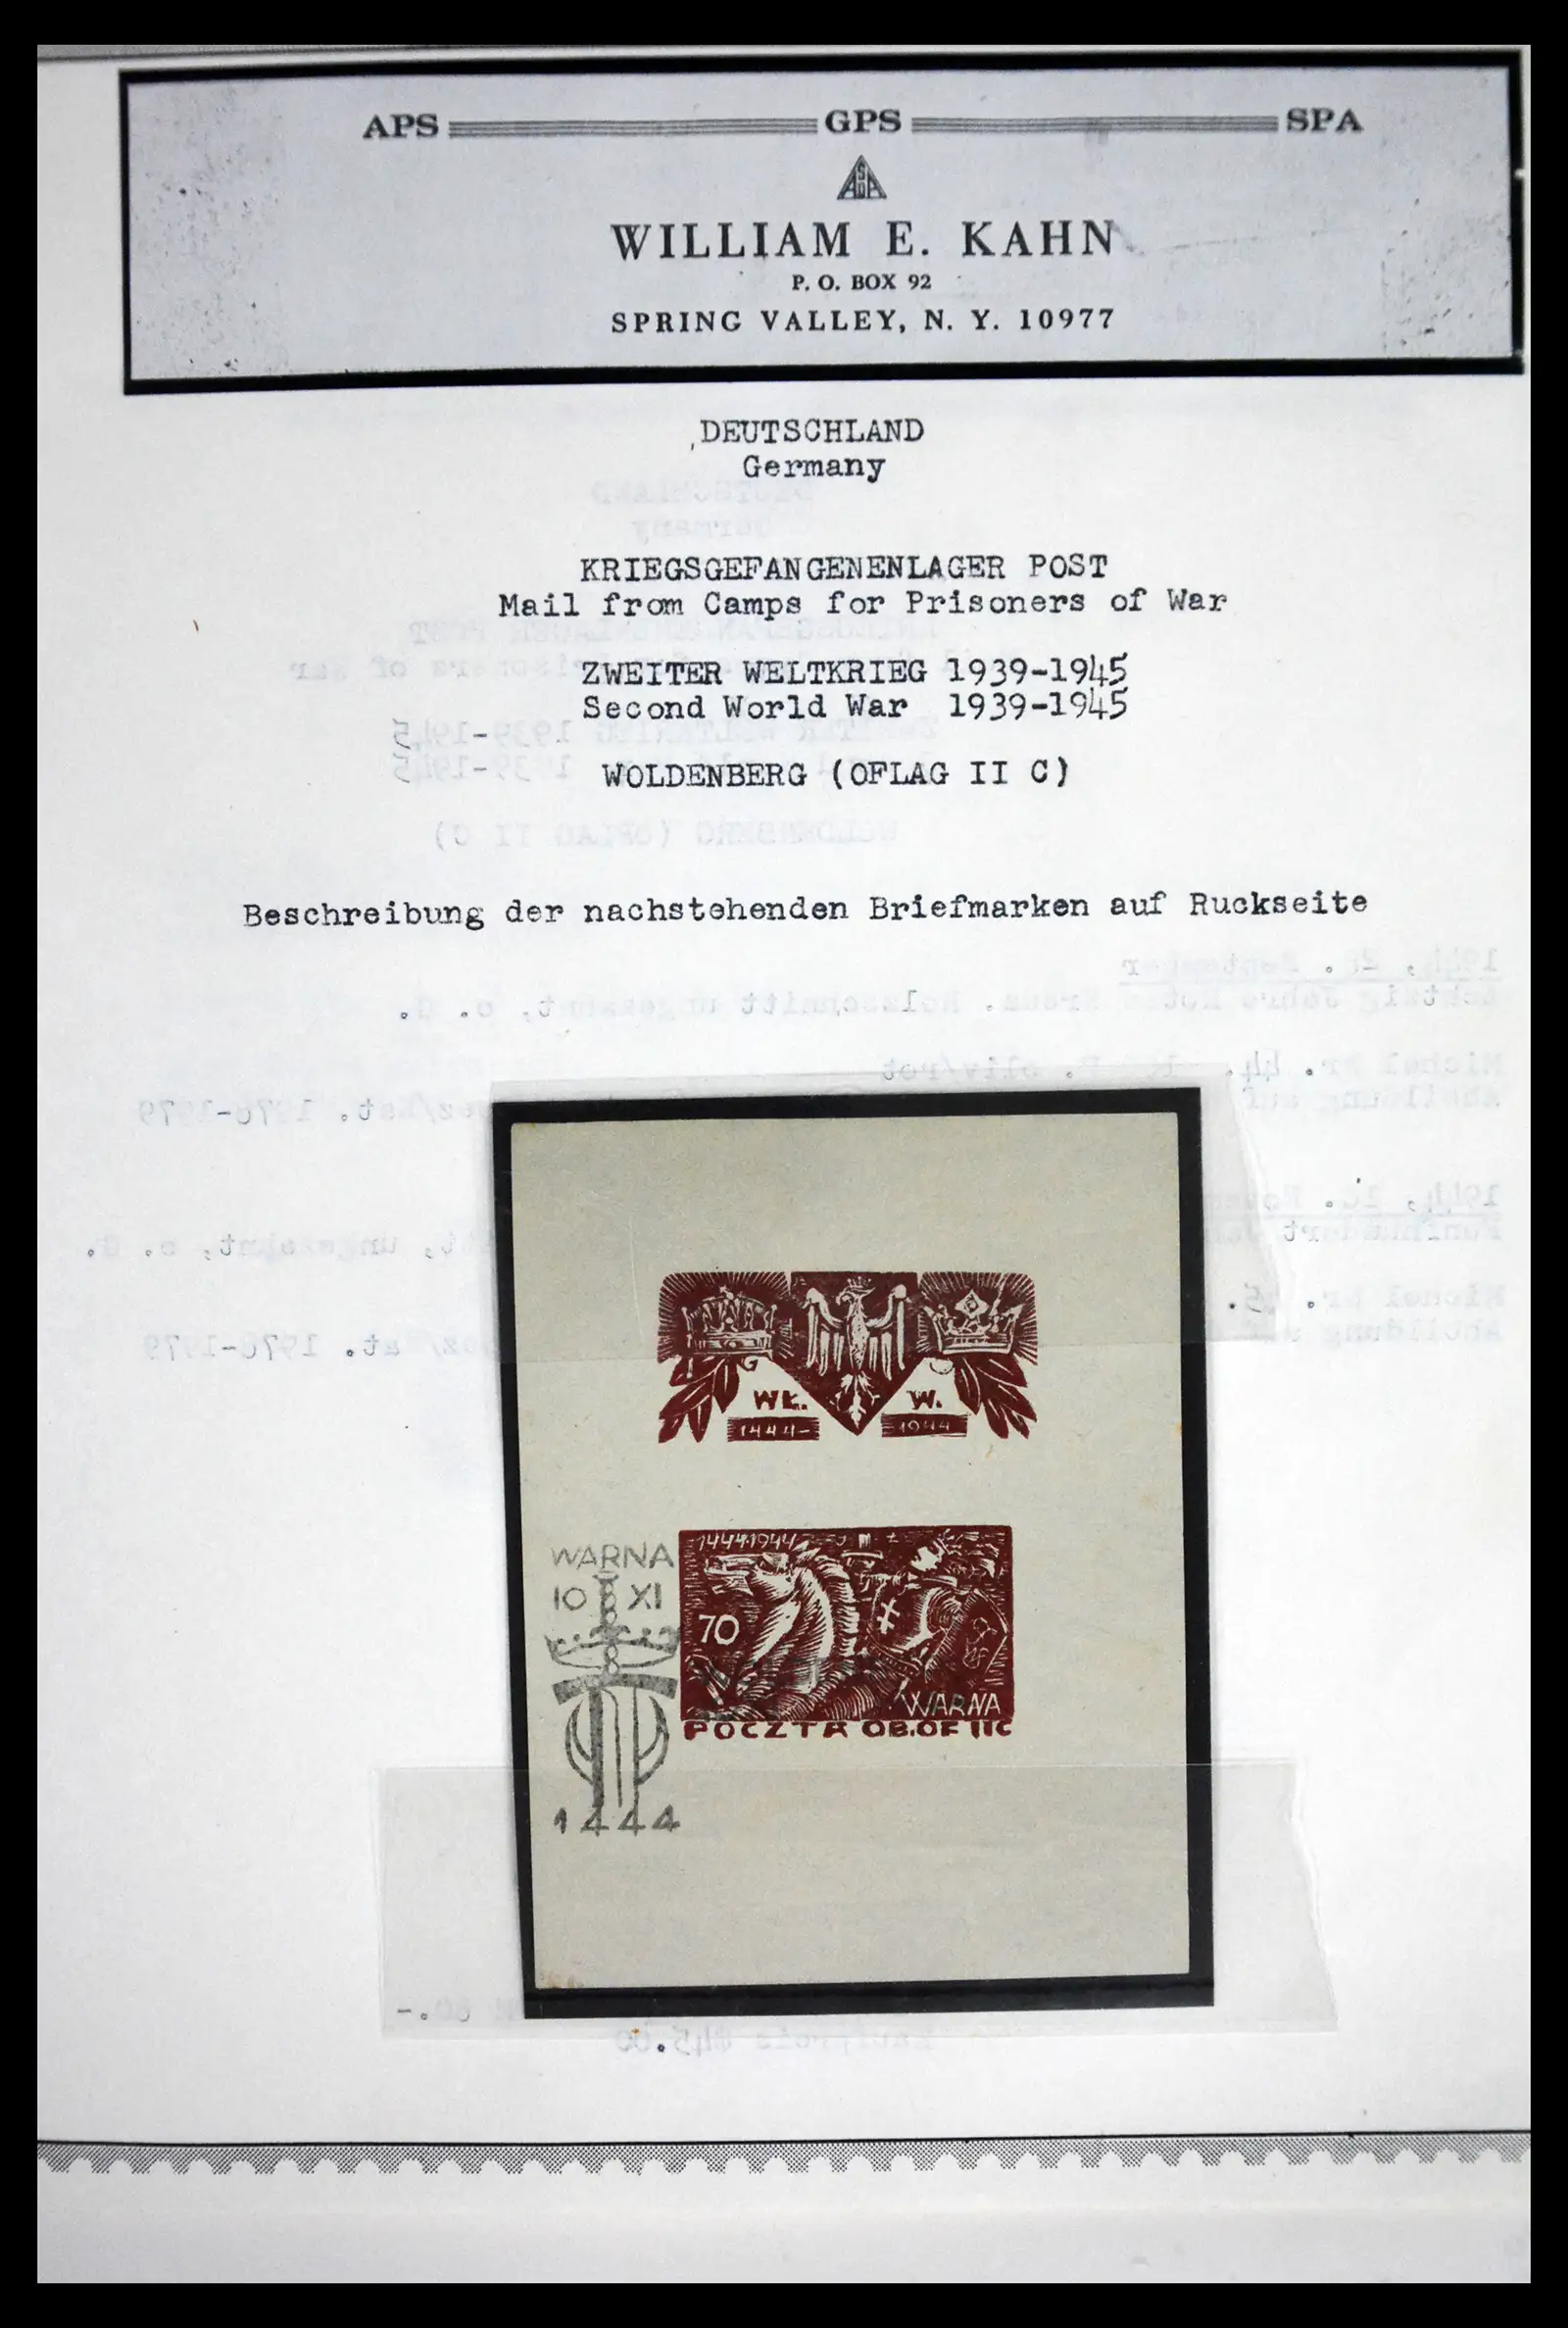 APS GPS SPA
ASDA
WILLIAM E. KAHN
P. O. BOX 92
SPRING VALLEY, N. Y. 10977
DEUTSCHLAND
Germany
KRIEGSGEFANGENENLAGER POST
Mail from Camps for Prisoners of War
ZWEITER WELTKRIEG 1939-1945
Second World War 1939-1945
WOLDENBERG (OFLAG II C)
Beschreibung der nachstehenden Briefmarken auf Ruckseite
WŁ. W.
1444- 1944
1444-1944
70
WARNA
POCZTA OB.OF IIC
WARNA
10 XI
1444